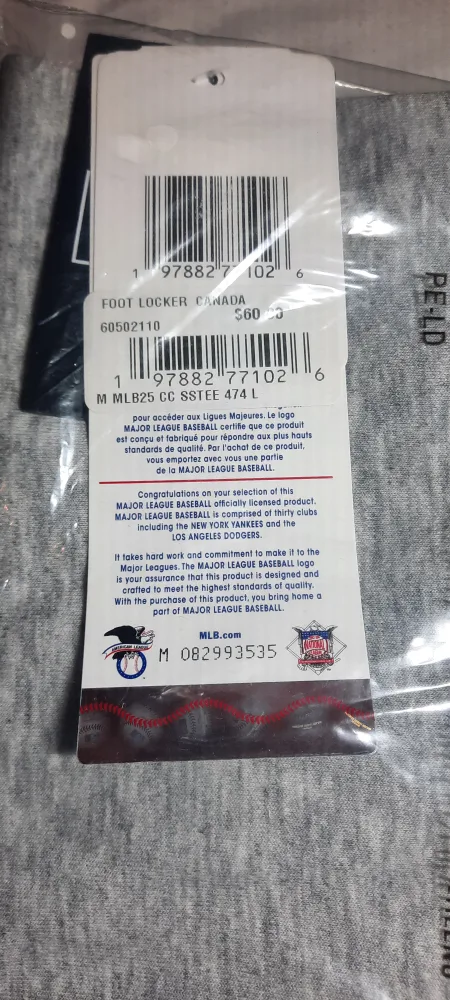 1 97882 77102 6
FOOT LOCKER CANADA
60502110
1 97882 77102 6
M MLB25 CC SSTEE 474 L
pour accéder aux Ligues Majeures. Le logo
MAJOR LEAGUE BASEBALL certifie que ce produit
est conçu et fabriqué pour répondre aux plus hauts
standards de qualité. Par l'achat de ce produit,
vous emportez avec vous une partie
de la MAJOR LEAGUE BASEBALL.
Congratulations on your selection of this
MAJOR LEAGUE BASEBALL officially licensed product.
MAJOR LEAGUE BASEBALL is comprised of thirty clubs
including the NEW YORK YANKEES and the
LOS ANGELES DODGERS.
It takes hard work and commitment to make it to the
Major Leagues. The MAJOR LEAGUE BASEBALL logo
is your assurance that this product is designed and
crafted to meet the highest standards of quality.
With the purchase of this product, you bring home a
part of MAJOR LEAGUE BASEBALL.
MLB.com
AMERICAN LEAGUE
M 082993535
NATIONAL
PE-LD